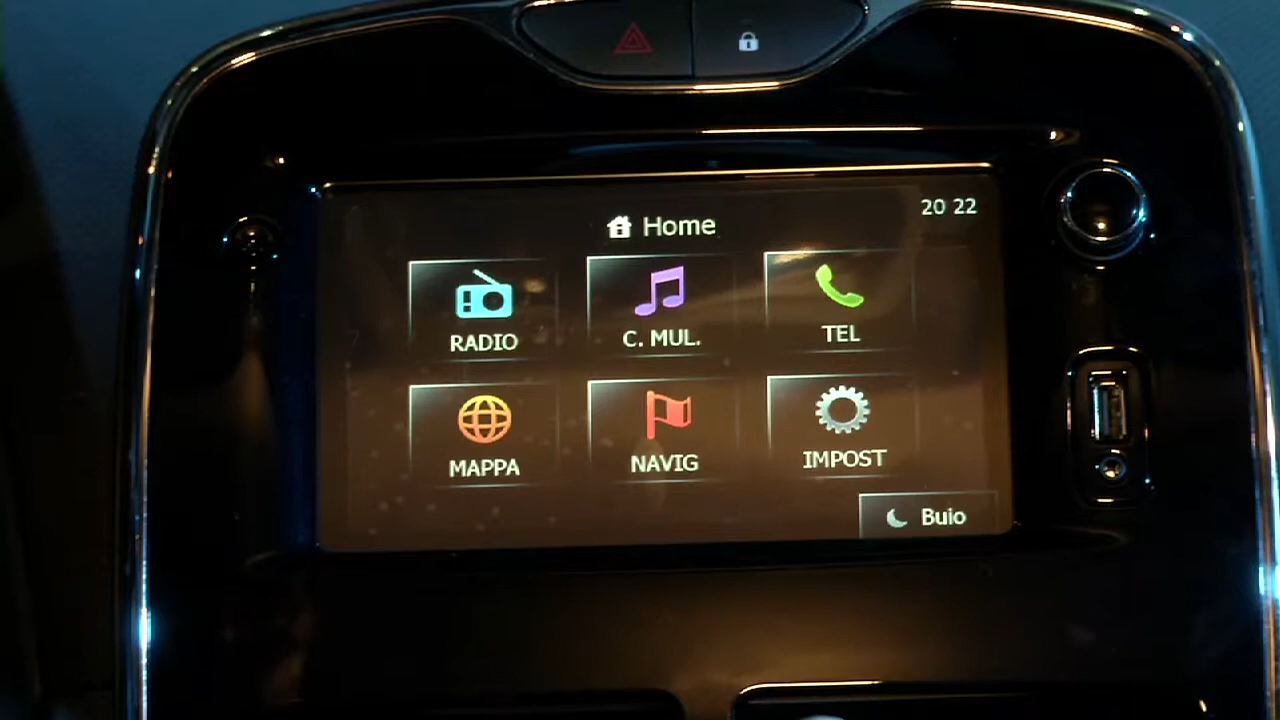 Home
20 22
RADIO
C. MUL.
TEL
MAPPA
NAVIG
IMPOST
Buio